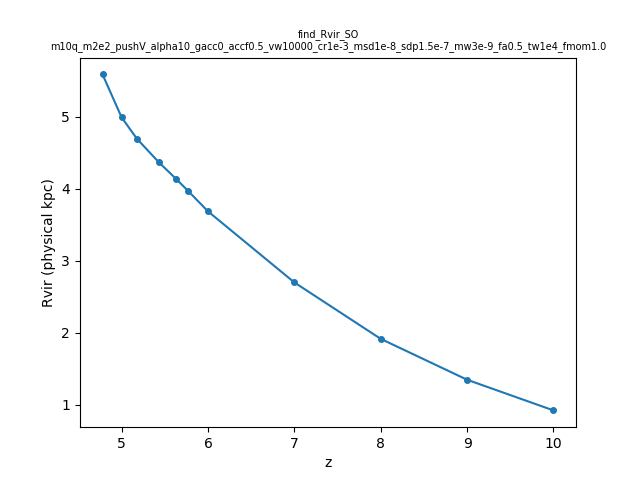 find_Rvir_SO
m10q_m2e2_pushV_alpha10_gacc0_accf0.5_vw10000_cr1e-3_msd1e-8_sdp1.5e-7_mw3e-9_fa0.5_tw1e4_fmom1.0
Rvir (physical kpc)
5
4
3
2
1
5 6 7 8 9 10
z